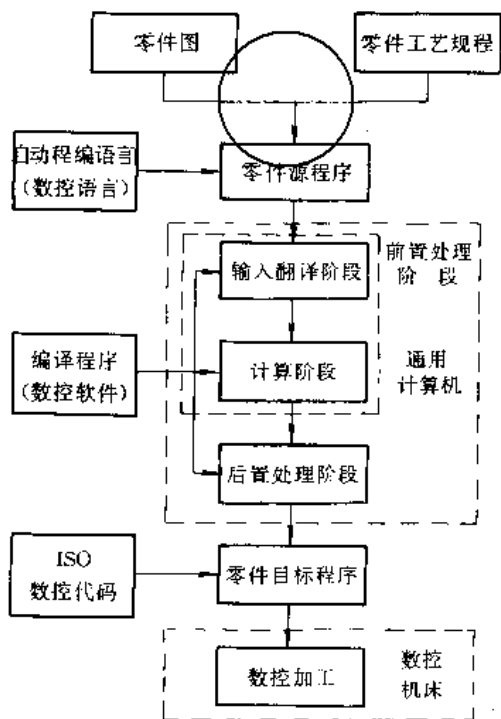 零件图
零件工艺规程
自动程编语言
(数控语言)
零件源程序
前置处理
阶段
输入翻译阶段
编译程序
(数控软件)
计算阶段
通用
计算机
后置处理阶段
ISO
数控代码
零件目标程序
数控加工
数控
机床